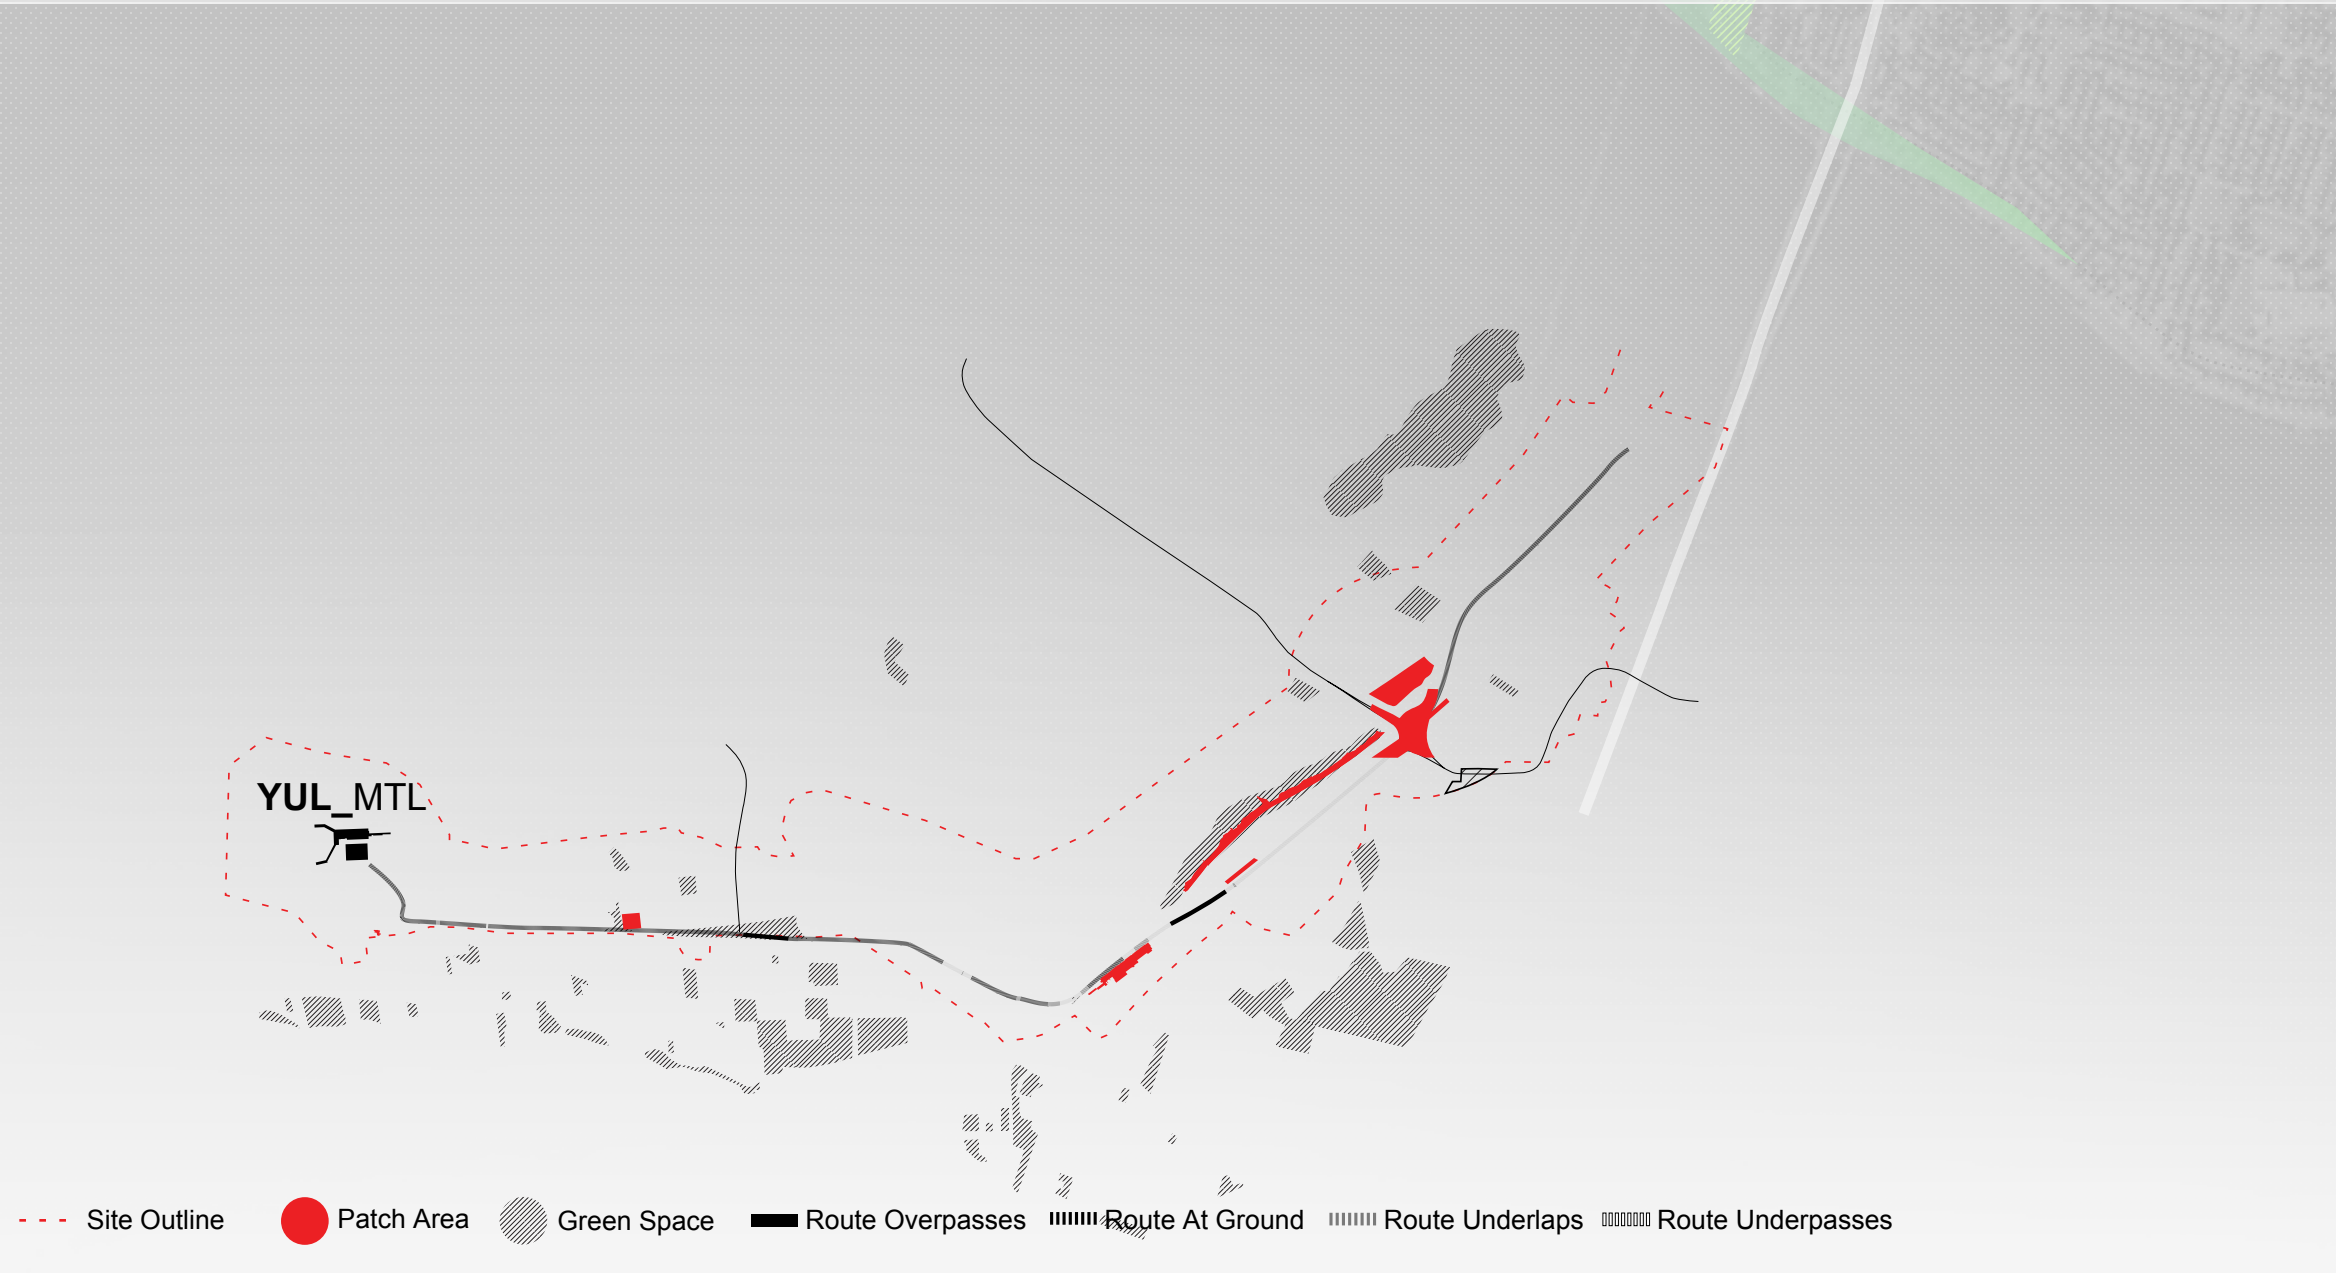 YUL_MTL
Site Outline
Patch Area
Green Space
Route Overpasses
Route At Ground
Route Underlaps
Route Underpasses